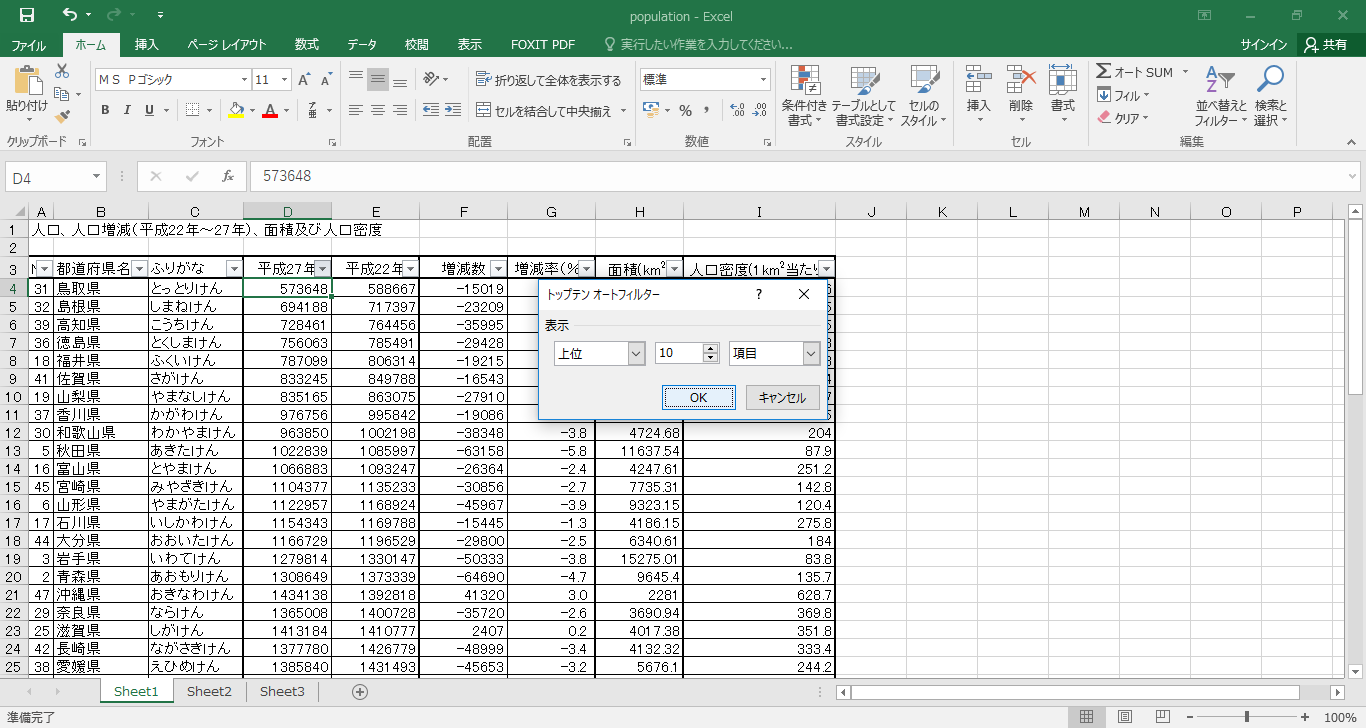 population - Excel
ファイル ホーム 挿入 ページ レイアウト 数式 データ 校閲 表示 FOXIT PDF 実行したい作業を入力してください... サインイン 共有
貼り付け
クリップボード
ＭＳ Ｐゴシック 11
B I U
フォント
折り返して全体を表示する
セルを結合して中央揃え
配置
標準
% ,
数値
条件付き書式
テーブルとして書式設定
セルのスタイル
スタイル
挿入 削除 書式
セル
Σ オート SUM
フィル
クリア
並べ替えとフィルター
検索と選択
編集
D4 fx 573648
A B C D E F G H I J K L M N O P
1 人口、人口増減（平成22年～27年）、面積及び人口密度
2
3 都道府県名 ふりがな 平成27年 平成22年 増減数 増減率（% 面積(km² 人口密度(1km²当たり
4 31 鳥取県 とっとりけん 573648 588667 -15019
5 32 島根県 しまねけん 694188 717397 -23209
6 39 高知県 こうちけん 728461 764456 -35995
7 36 徳島県 とくしまけん 756063 785491 -29428
8 18 福井県 ふくいけん 787099 806314 -19215
9 41 佐賀県 さがけん 833245 849788 -16543
10 19 山梨県 やまなしけん 835165 863075 -27910
11 37 香川県 かがわけん 976756 995842 -19086
12 30 和歌山県 わかやまけん 963850 1002198 -38348 -3.8 4724.68 204
13 5 秋田県 あきたけん 1022839 1085997 -63158 -5.8 11637.54 87.9
14 16 富山県 とやまけん 1066883 1093247 -26364 -2.4 4247.61 251.2
15 45 宮崎県 みやざきけん 1104377 1135233 -30856 -2.7 7735.31 142.8
16 6 山形県 やまがたけん 1122957 1168924 -45967 -3.9 9323.15 120.4
17 17 石川県 いしかわけん 1154343 1169788 -15445 -1.3 4186.15 275.8
18 44 大分県 おおいたけん 1166729 1196529 -29800 -2.5 6340.61 184
19 3 岩手県 いわてけん 1279814 1330147 -50333 -3.8 15275.01 83.8
20 2 青森県 あおもりけん 1308649 1373339 -64690 -4.7 9645.4 135.7
21 47 沖縄県 おきなわけん 1434138 1392818 41320 3.0 2281 628.7
22 29 奈良県 ならけん 1365008 1400728 -35720 -2.6 3690.94 369.8
23 25 滋賀県 しがけん 1413184 1410777 2407 0.2 4017.38 351.8
24 42 長崎県 ながさきけん 1377780 1426779 -48999 -3.4 4132.32 333.4
25 38 愛媛県 えひめけん 1385840 1431493 -45653 -3.2 5676.1 244.2
トップテン オートフィルター ?
表示
上位 10 項目
OK キャンセル
Sheet1 Sheet2 Sheet3
準備完了 100%